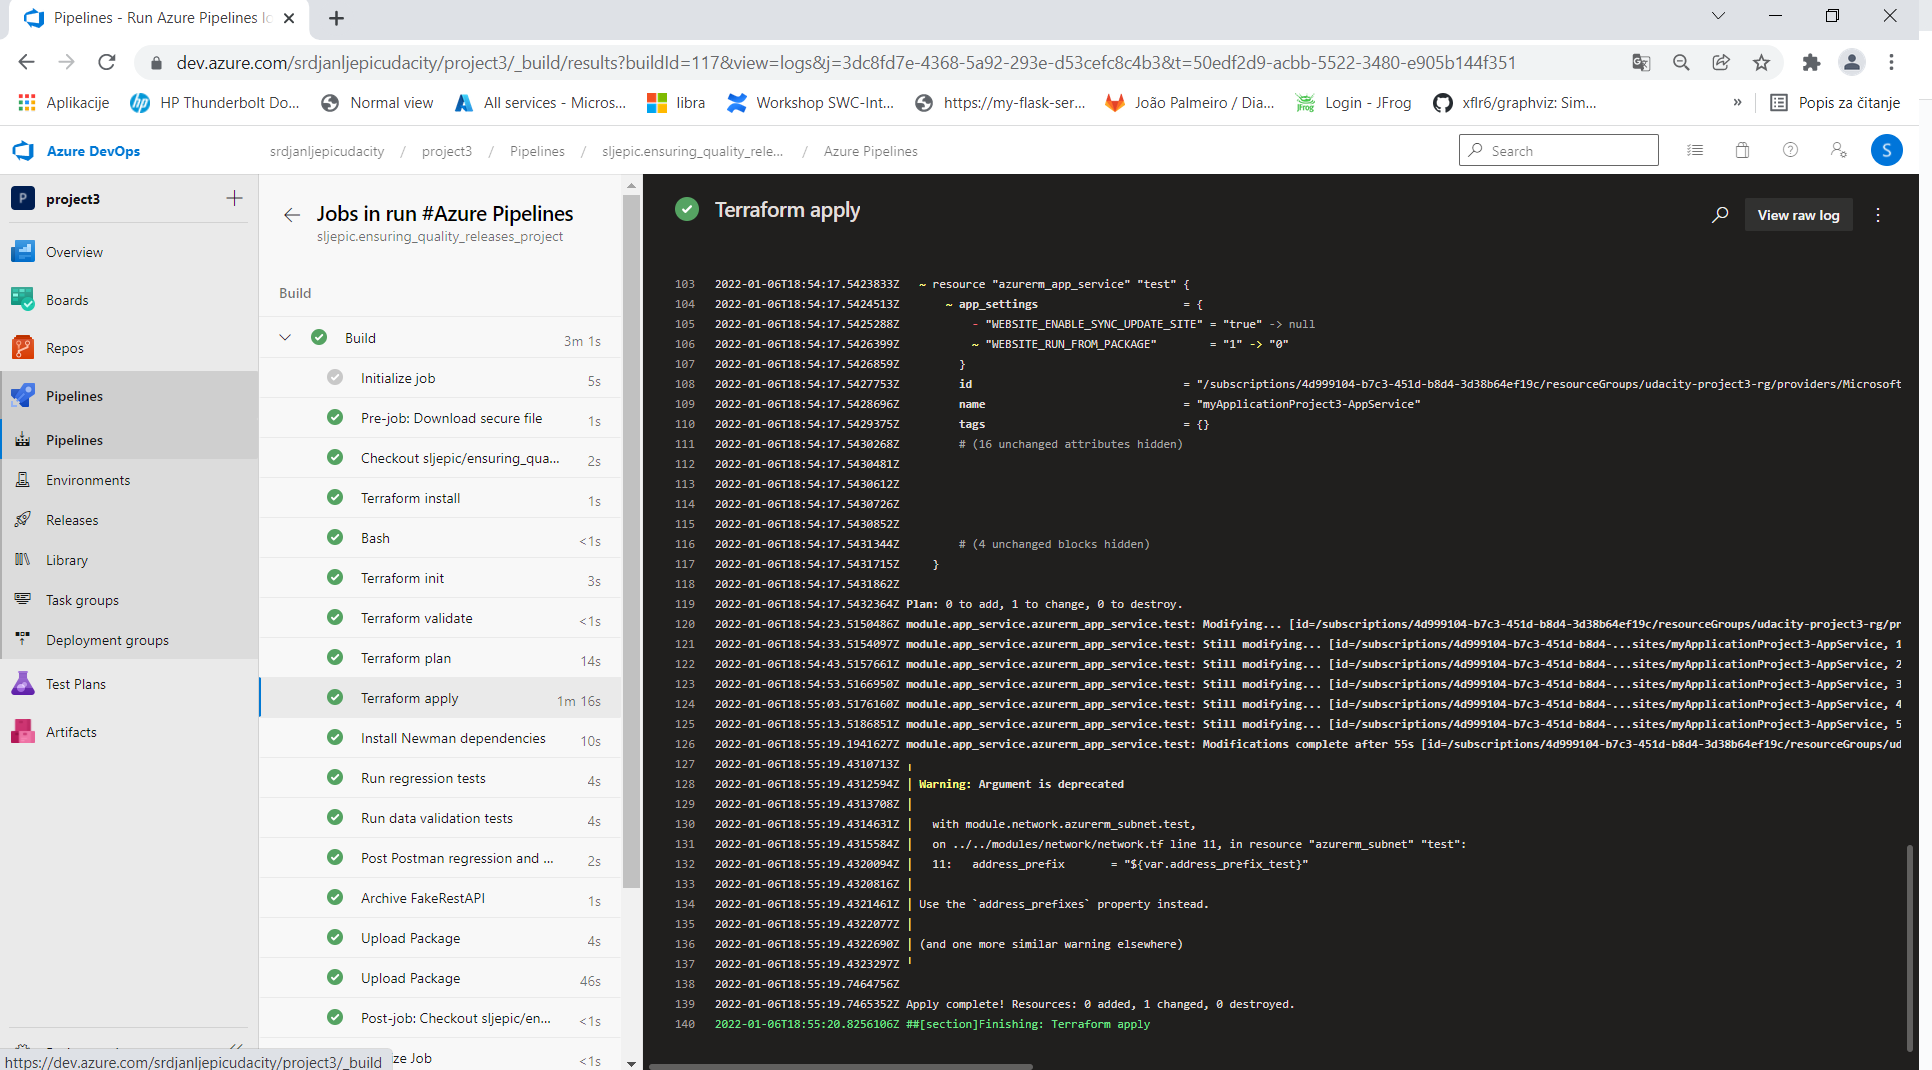 Pipelines - Run Azure Pipelines lo
dev.azure.com/srdjanljepicudacity/project3/_build/results?buildId=117&view=logs&j=3dc8fd7e-4368-5a92-293e-d53cefc8c4b3&t=50edf2d9-acbb-5522-3480-e905b144f351
Aplikacije HP Thunderbolt Do... Normal view All services - Micros... libra Workshop SWC-Int... https://my-flask-ser... João Palmeiro / Dia... Login - JFrog xflr6/graphviz: Sim... » Popis za čitanje
Azure DevOps srdjanljepicudacity / project3 / Pipelines / sljepic.ensuring_quality_rele... / Azure Pipelines Search S
P project3
Overview
Boards
Repos
Pipelines
Pipelines
Environments
Releases
Library
Task groups
Deployment groups
Test Plans
Artifacts
https://dev.azure.com/srdjanljepicudacity/project3/_build
Jobs in run #Azure Pipelines
sljepic.ensuring_quality_releases_project
Build
Build 3m 1s
Initialize job 5s
Pre-job: Download secure file 1s
Checkout sljepic/ensuring_qua... 2s
Terraform install 1s
Bash <1s
Terraform init 3s
Terraform validate <1s
Terraform plan 14s
Terraform apply 1m 16s
Install Newman dependencies 10s
Run regression tests 4s
Run data validation tests 4s
Post Postman regression and ... 2s
Archive FakeRestAPI 1s
Upload Package 4s
Upload Package 46s
Post-job: Checkout sljepic/en... <1s
ze Job <1s
Terraform apply
View raw log
103 2022-01-06T18:54:17.5423833Z ~ resource "azurerm_app_service" "test" {
104 2022-01-06T18:54:17.5424513Z ~ app_settings = {
105 2022-01-06T18:54:17.5425288Z - "WEBSITE_ENABLE_SYNC_UPDATE_SITE" = "true" -> null
106 2022-01-06T18:54:17.5426399Z ~ "WEBSITE_RUN_FROM_PACKAGE" = "1" -> "0"
107 2022-01-06T18:54:17.5426859Z }
108 2022-01-06T18:54:17.5427753Z id = "/subscriptions/4d999104-b7c3-451d-b8d4-3d38b64ef19c/resourceGroups/udacity-project3-rg/providers/Microsoft
109 2022-01-06T18:54:17.5428696Z name = "myApplicationProject3-AppService"
110 2022-01-06T18:54:17.5429375Z tags = {}
111 2022-01-06T18:54:17.5430268Z # (16 unchanged attributes hidden)
112 2022-01-06T18:54:17.5430481Z
113 2022-01-06T18:54:17.5430612Z
114 2022-01-06T18:54:17.5430726Z
115 2022-01-06T18:54:17.5430852Z
116 2022-01-06T18:54:17.5431344Z # (4 unchanged blocks hidden)
117 2022-01-06T18:54:17.5431715Z }
118 2022-01-06T18:54:17.5431862Z
119 2022-01-06T18:54:17.5432364Z Plan: 0 to add, 1 to change, 0 to destroy.
120 2022-01-06T18:54:23.5150486Z module.app_service.azurerm_app_service.test: Modifying... [id=/subscriptions/4d999104-b7c3-451d-b8d4-3d38b64ef19c/resourceGroups/udacity-project3-rg/pr
121 2022-01-06T18:54:33.5154097Z module.app_service.azurerm_app_service.test: Still modifying... [id=/subscriptions/4d999104-b7c3-451d-b8d4-...sites/myApplicationProject3-AppService, 1
122 2022-01-06T18:54:43.5157661Z module.app_service.azurerm_app_service.test: Still modifying... [id=/subscriptions/4d999104-b7c3-451d-b8d4-...sites/myApplicationProject3-AppService, 2
123 2022-01-06T18:54:53.5166950Z module.app_service.azurerm_app_service.test: Still modifying... [id=/subscriptions/4d999104-b7c3-451d-b8d4-...sites/myApplicationProject3-AppService, 3
124 2022-01-06T18:55:03.5176160Z module.app_service.azurerm_app_service.test: Still modifying... [id=/subscriptions/4d999104-b7c3-451d-b8d4-...sites/myApplicationProject3-AppService, 4
125 2022-01-06T18:55:13.5186851Z module.app_service.azurerm_app_service.test: Still modifying... [id=/subscriptions/4d999104-b7c3-451d-b8d4-...sites/myApplicationProject3-AppService, 5
126 2022-01-06T18:55:19.1941627Z module.app_service.azurerm_app_service.test: Modifications complete after 55s [id=/subscriptions/4d999104-b7c3-451d-b8d4-3d38b64ef19c/resourceGroups/ud
127 2022-01-06T18:55:19.4310713Z
128 2022-01-06T18:55:19.4312594Z | Warning: Argument is deprecated
129 2022-01-06T18:55:19.4313708Z |
130 2022-01-06T18:55:19.4314631Z | with module.network.azurerm_subnet.test,
131 2022-01-06T18:55:19.4315584Z | on ../../modules/network/network.tf line 11, in resource "azurerm_subnet" "test":
132 2022-01-06T18:55:19.4320094Z | 11: address_prefix = "${var.address_prefix_test}"
133 2022-01-06T18:55:19.4320816Z |
134 2022-01-06T18:55:19.4321461Z | Use the `address_prefixes` property instead.
135 2022-01-06T18:55:19.4322077Z |
136 2022-01-06T18:55:19.4322690Z | (and one more similar warning elsewhere)
137 2022-01-06T18:55:19.4323297Z
138 2022-01-06T18:55:19.7464756Z
139 2022-01-06T18:55:19.7465352Z Apply complete! Resources: 0 added, 1 changed, 0 destroyed.
140 2022-01-06T18:55:20.8256106Z ##[section]Finishing: Terraform apply